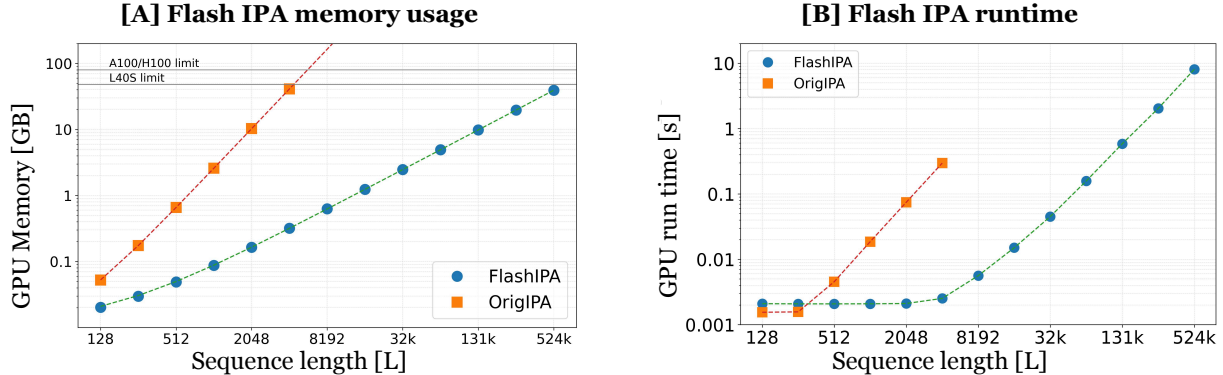 [A] Flash IPA memory usage
GPU Memory [GB]
100
10
1
0.1
A100/H100 limit
L40S limit
FlashIPA
OrigIPA
128 512 2048 8192 32k 131k 524k
Sequence length [L]
[B] Flash IPA runtime
GPU run time [s]
10
1
0.1
0.01
0.001
FlashIPA
OrigIPA
128 512 2048 8192 32k 131k 524k
Sequence length [L]